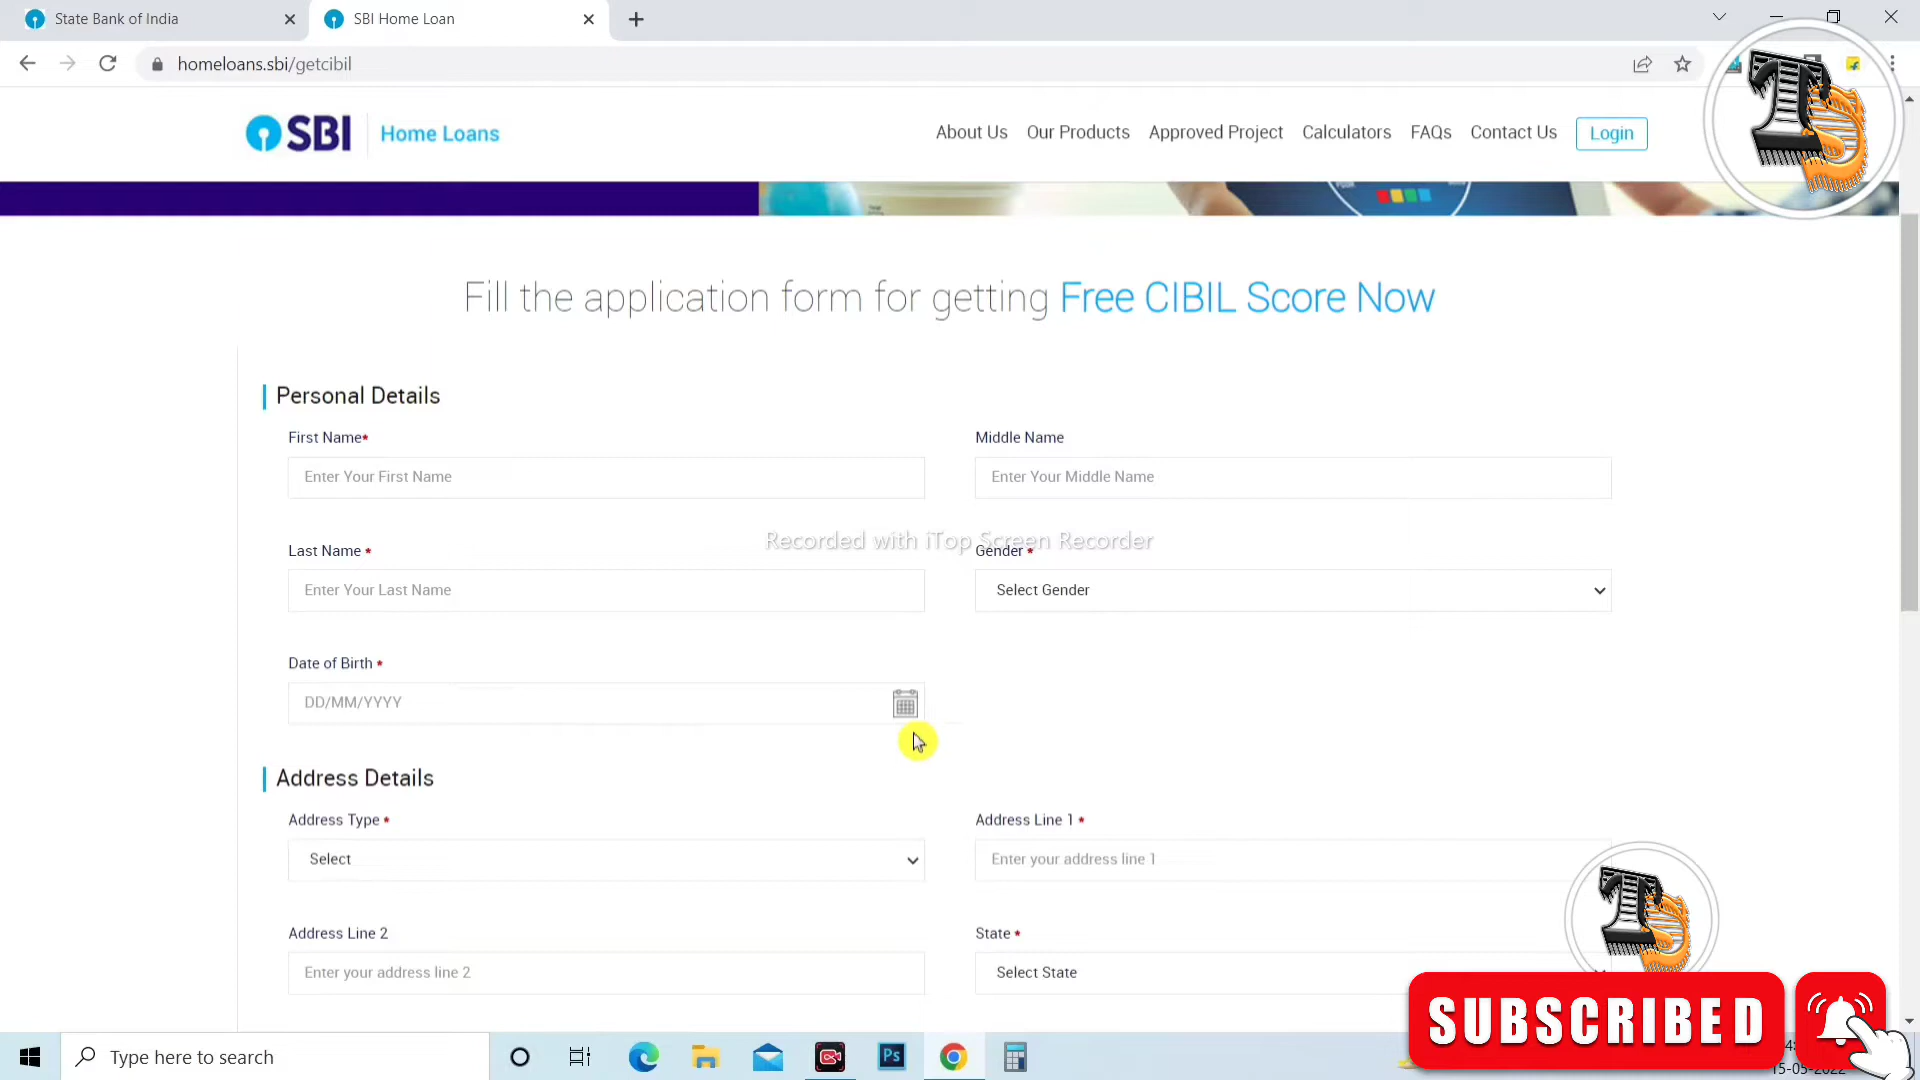 State Bank of India
SBI Home Loan
homeloans.sbi/getcibil
SBI Home Loans
About Us Our Products Approved Project Calculators FAQs Contact Us Login
Fill the application form for getting Free CIBIL Score Now
Personal Details
First Name*
Middle Name
Enter Your First Name
Enter Your Middle Name
Recorded with iTop Screen Recorder
Last Name *
Gender *
Enter Your Last Name
Select Gender
Date of Birth *
DD/MM/YYYY
Address Details
Address Type *
Address Line 1 *
Select
Enter your address line 1
TS
Address Line 2
State *
Enter your address line 2
Select State
SUBSCRIBED
Type here to search
Ps
15-05-2022